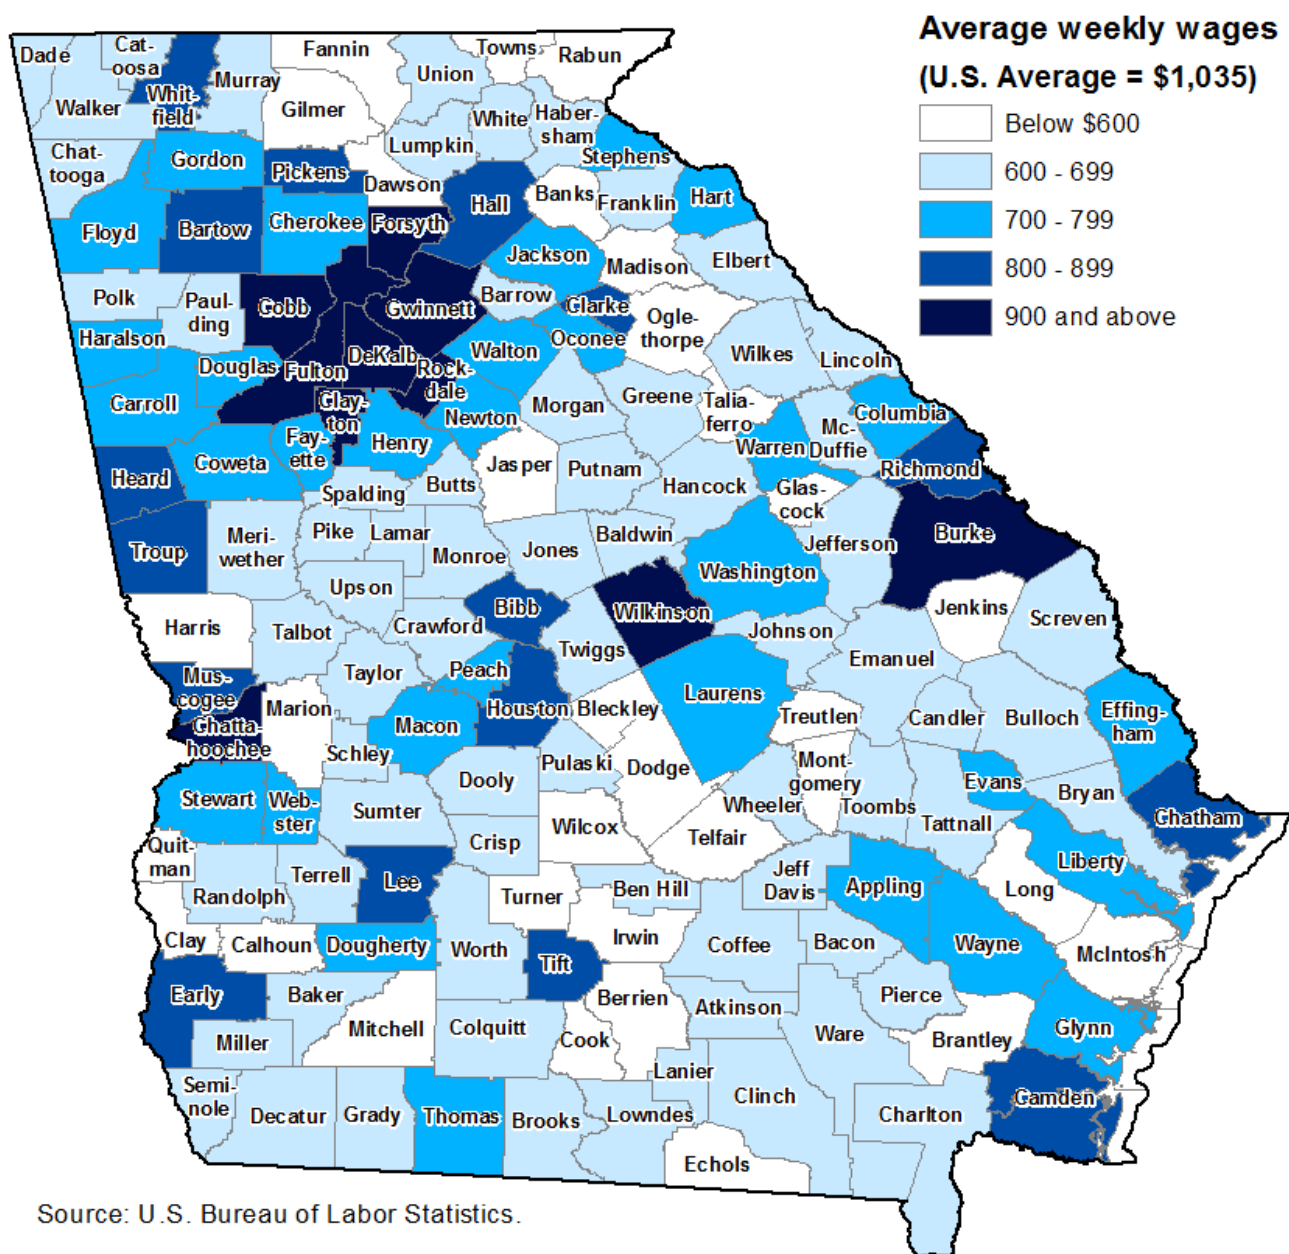 Average weekly wages
(U.S. Average = $1,035)
Below $600
600 - 699
700 - 799
800 - 899
900 and above
Dade
Cat-
oosa
Whit-
field
Murray
Fannin
Towns
Rabun
Union
Walker
Gilmer
White
Haber-
sham
Lumpkin
Chat-
tooga
Gordon
Pickens
Dawson
Stephens
Hall
Banks
Franklin
Hart
Floyd
Bartow
Cherokee
Forsyth
Jackson
Madison
Elbert
Polk
Paul-
ding
Cobb
Gwinnett
Barrow
Clarke
Ogle-
thorpe
Haralson
Douglas
Fulton
DeKalb
Rock-
dale
Walton
Oconee
Wilkes
Lincoln
Carroll
Clay-
ton
Newton
Morgan
Greene
Talia-
ferro
Columbia
Mc-
Duffie
Warren
Fay-
ette
Henry
Heard
Coweta
Spalding
Butts
Jasper
Putnam
Hancock
Glas-
cock
Richmond
Troup
Meri-
wether
Pike
Lamar
Monroe
Jones
Baldwin
Washington
Jefferson
Burke
Upson
Harris
Talbot
Crawford
Bibb
Twiggs
Wilkinson
Johnson
Jenkins
Screven
Emanuel
Mus-
cogee
Chatta-
hoochee
Marion
Taylor
Peach
Houston
Macon
Schley
Bleckley
Laurens
Treutlen
Candler
Bulloch
Effing-
ham
Stewart
Web-
ster
Sumter
Dooly
Pulaski
Dodge
Wheeler
Mont-
gomery
Toombs
Tattnall
Evans
Bryan
Chatham
Quit-
man
Randolph
Terrell
Lee
Crisp
Wilcox
Telfair
Jeff
Davis
Appling
Long
Liberty
Turner
Ben Hill
Clay
Calhoun
Dougherty
Worth
Tift
Irwin
Coffee
Bacon
Wayne
McIntosh
Early
Baker
Mitchell
Berrien
Atkinson
Pierce
Miller
Colquitt
Cook
Ware
Brantley
Glynn
Lanier
Semi-
nole
Decatur
Grady
Thomas
Brooks
Lowndes
Clinch
Charlton
Camden
Echols
Source: U.S. Bureau of Labor Statistics.